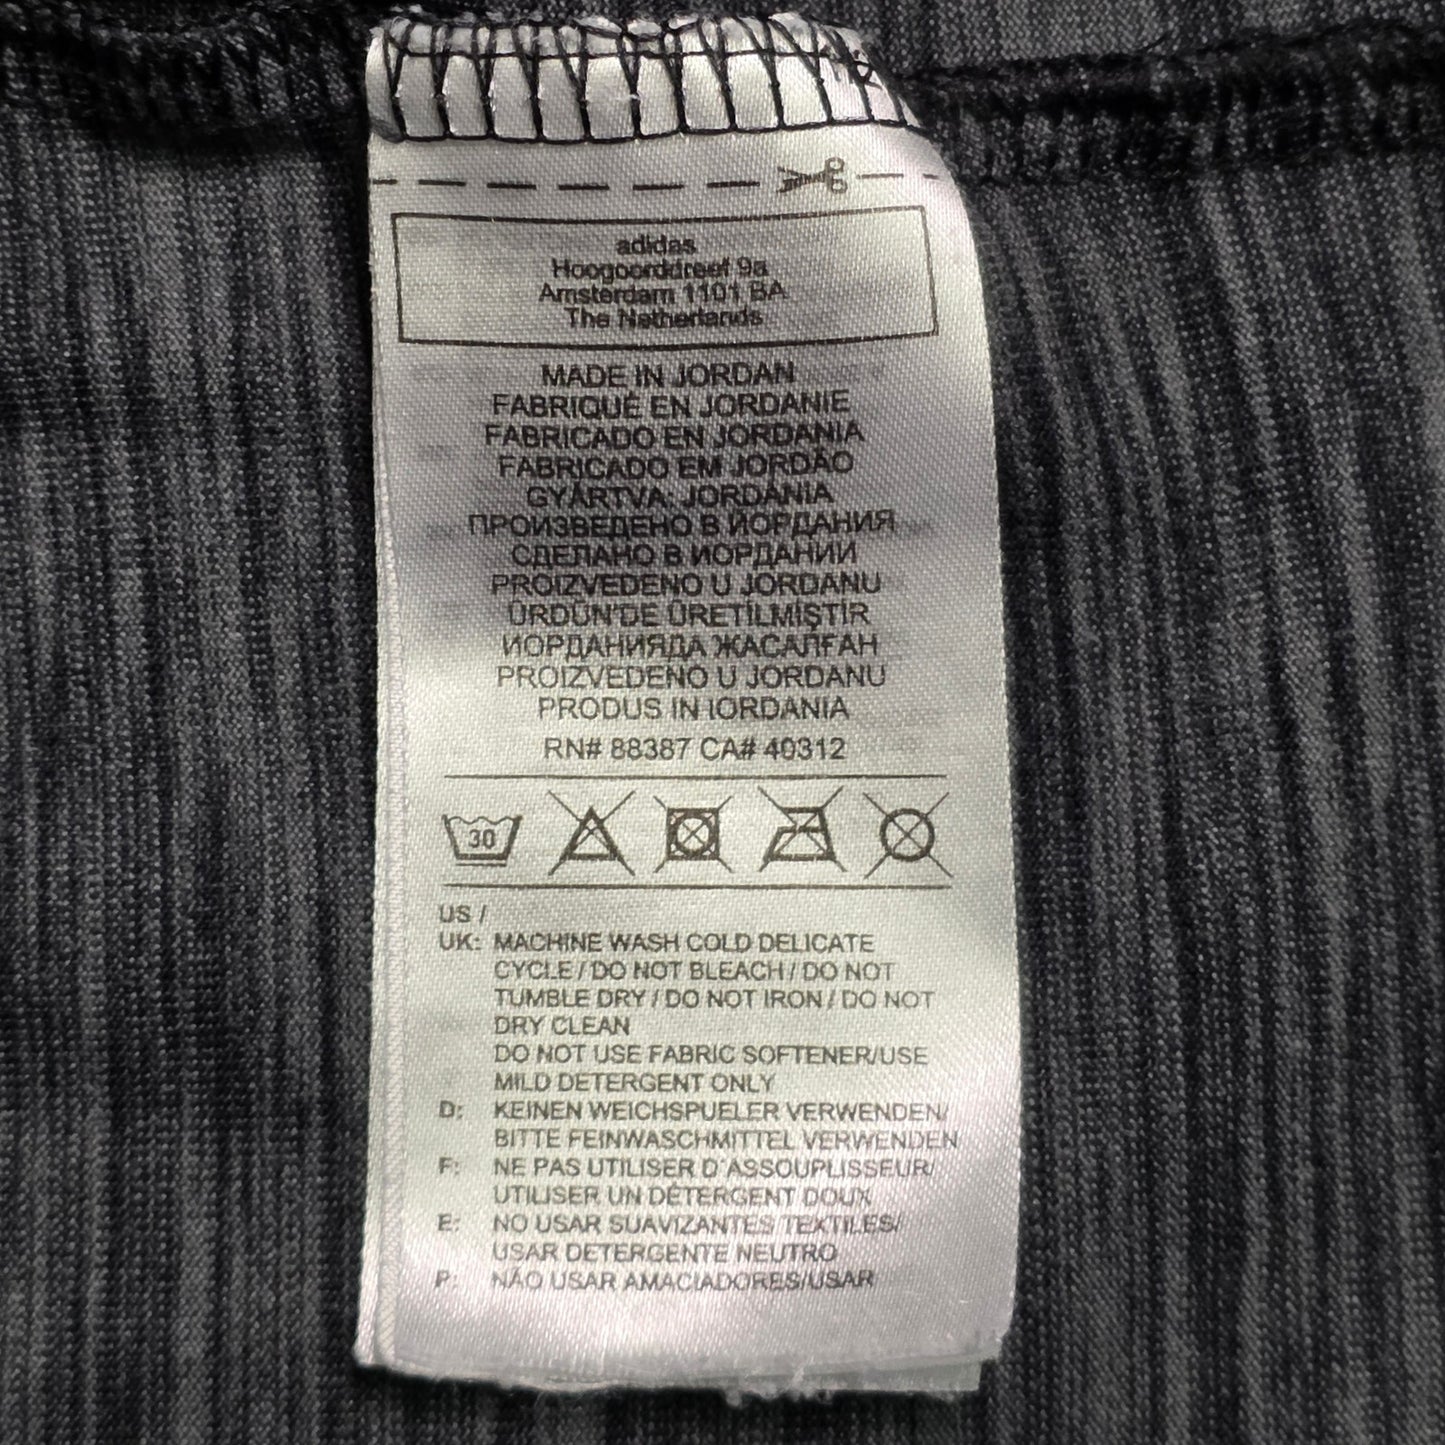 adidas
Hoogoorddreef 9a
Amsterdam 1101 BA
The Netherlands
MADE IN JORDAN
FABRIQUÉ EN JORDANIE
FABRICADO EN JORDANIA
FABRICADO EM JORDÃO
GYÁRTVA: JORDÁNIA
ПРОИЗВЕДЕНО В ЙОРДАНИЯ
СДЕЛАНО В ИОРДАНИИ
PROIZVEDENO U JORDANU
ÜRDÜN'DE ÜRETİLMİŞTİR
ИОРДАНИЯДА ЖАСАЛҒАН
PROIZVEDENO U JORDANU
PRODUS IN IORDANIA
RN# 88387 CA# 40312
30
US /
UK: MACHINE WASH COLD DELICATE
CYCLE / DO NOT BLEACH / DO NOT
TUMBLE DRY / DO NOT IRON / DO NOT
DRY CLEAN
DO NOT USE FABRIC SOFTENER/USE
MILD DETERGENT ONLY
D: KEINEN WEICHSPUELER VERWENDEN/
BITTE FEINWASCHMITTEL VERWENDEN
F: NE PAS UTILISER D´ASSOUPLISSEUR/
UTILISER UN DÉTERGENT DOUX
E: NO USAR SUAVIZANTES TEXTILES/
USAR DETERGENTE NEUTRO
P: NÃO USAR AMACIADORES/USAR